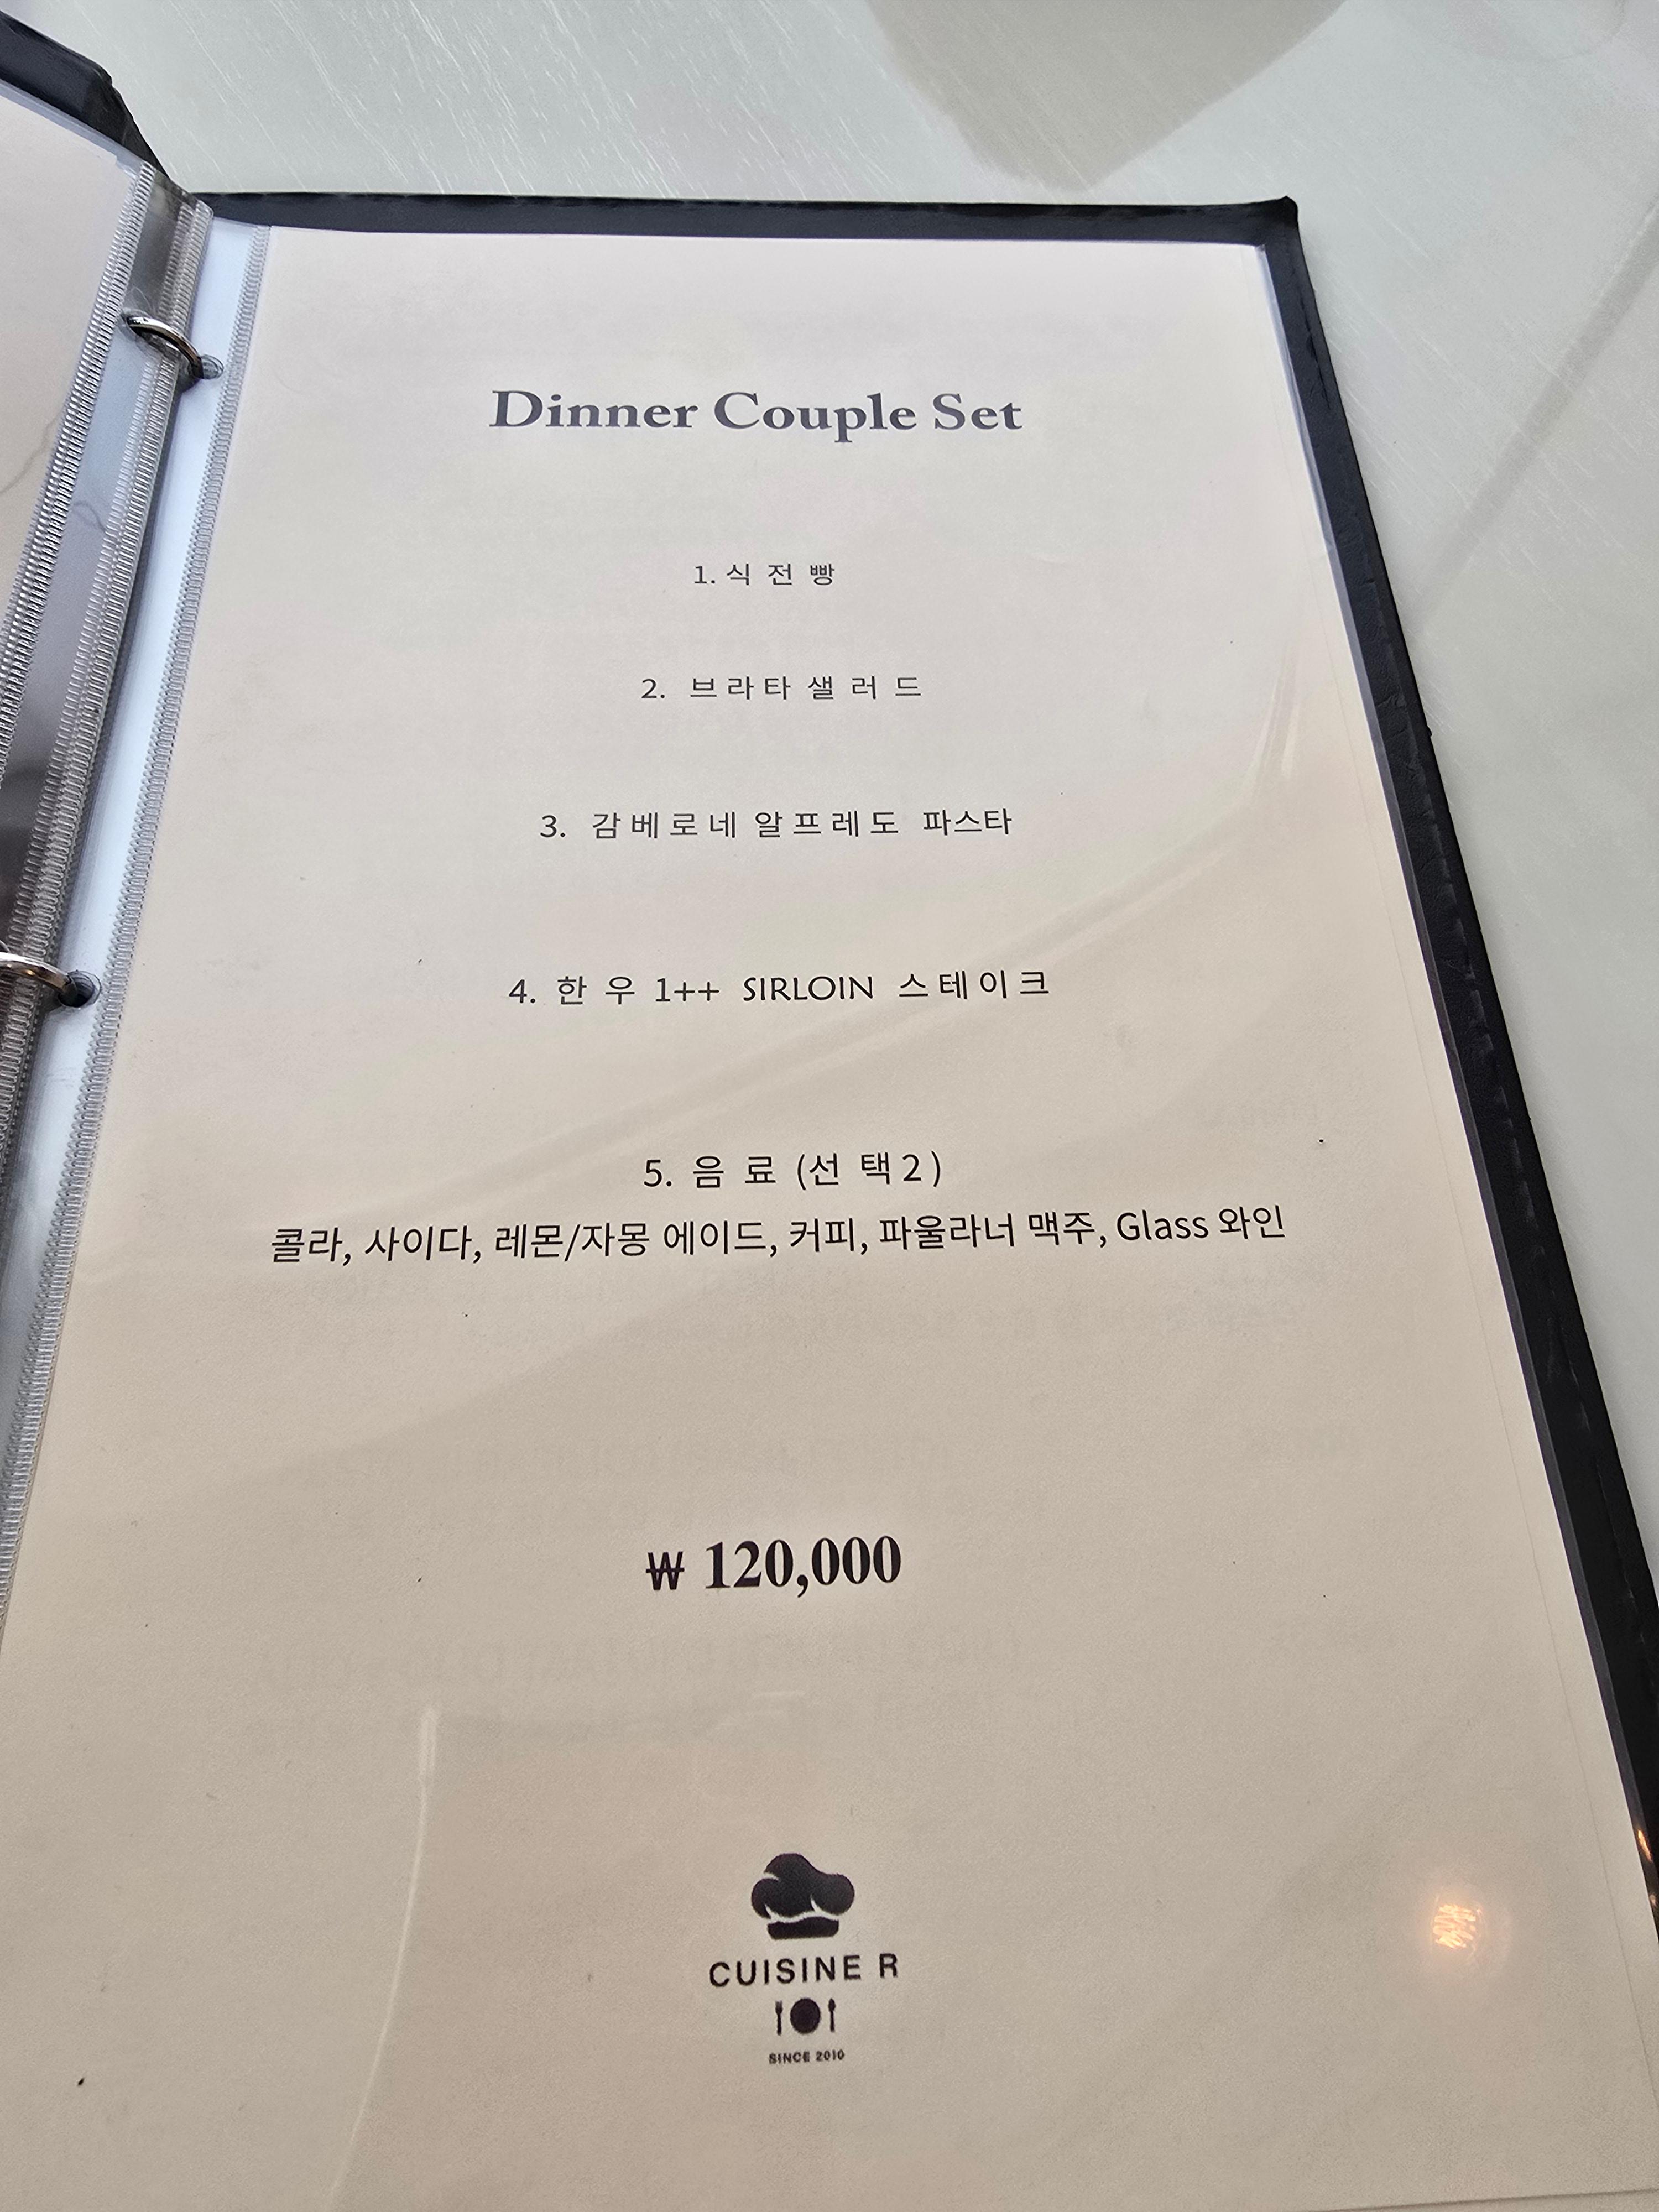 Dinner Couple Set
1. 식 전 빵
2. 브라타 샐 러 드
3. 감베로네 알프레도 파스타
4. 한 우 1++ SIRLOIN 스테이크
5. 음 료 (선 택2)
콜라, 사이다, 레몬/자몽 에이드, 커피, 파울라너 맥주, Glass 와인
₩ 120,000
CUISINE R
SINCE 2010